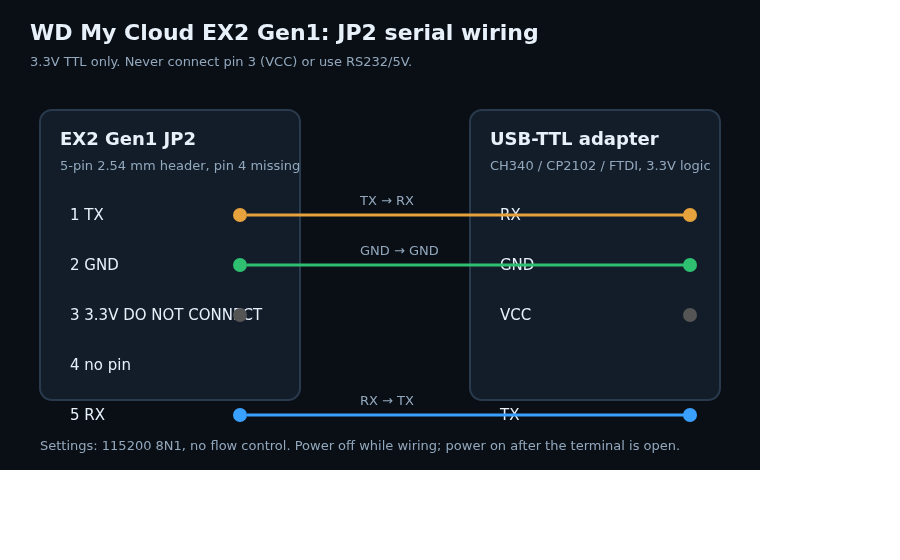 WD My Cloud EX2 Gen1: JP2 serial wiring
3.3V TTL only. Never connect pin 3 (VCC) or use RS232/5V.
EX2 Gen1 JP2
5-pin 2.54 mm header, pin 4 missing
USB-TTL adapter
CH340 / CP2102 / FTDI, 3.3V logic
1 TX
TX → RX
RX
2 GND
GND → GND
GND
3 3.3V DO NOT CONNECT
VCC
4 no pin
5 RX
RX → TX
TX
Settings: 115200 8N1, no flow control. Power off while wiring; power on after the terminal is open.